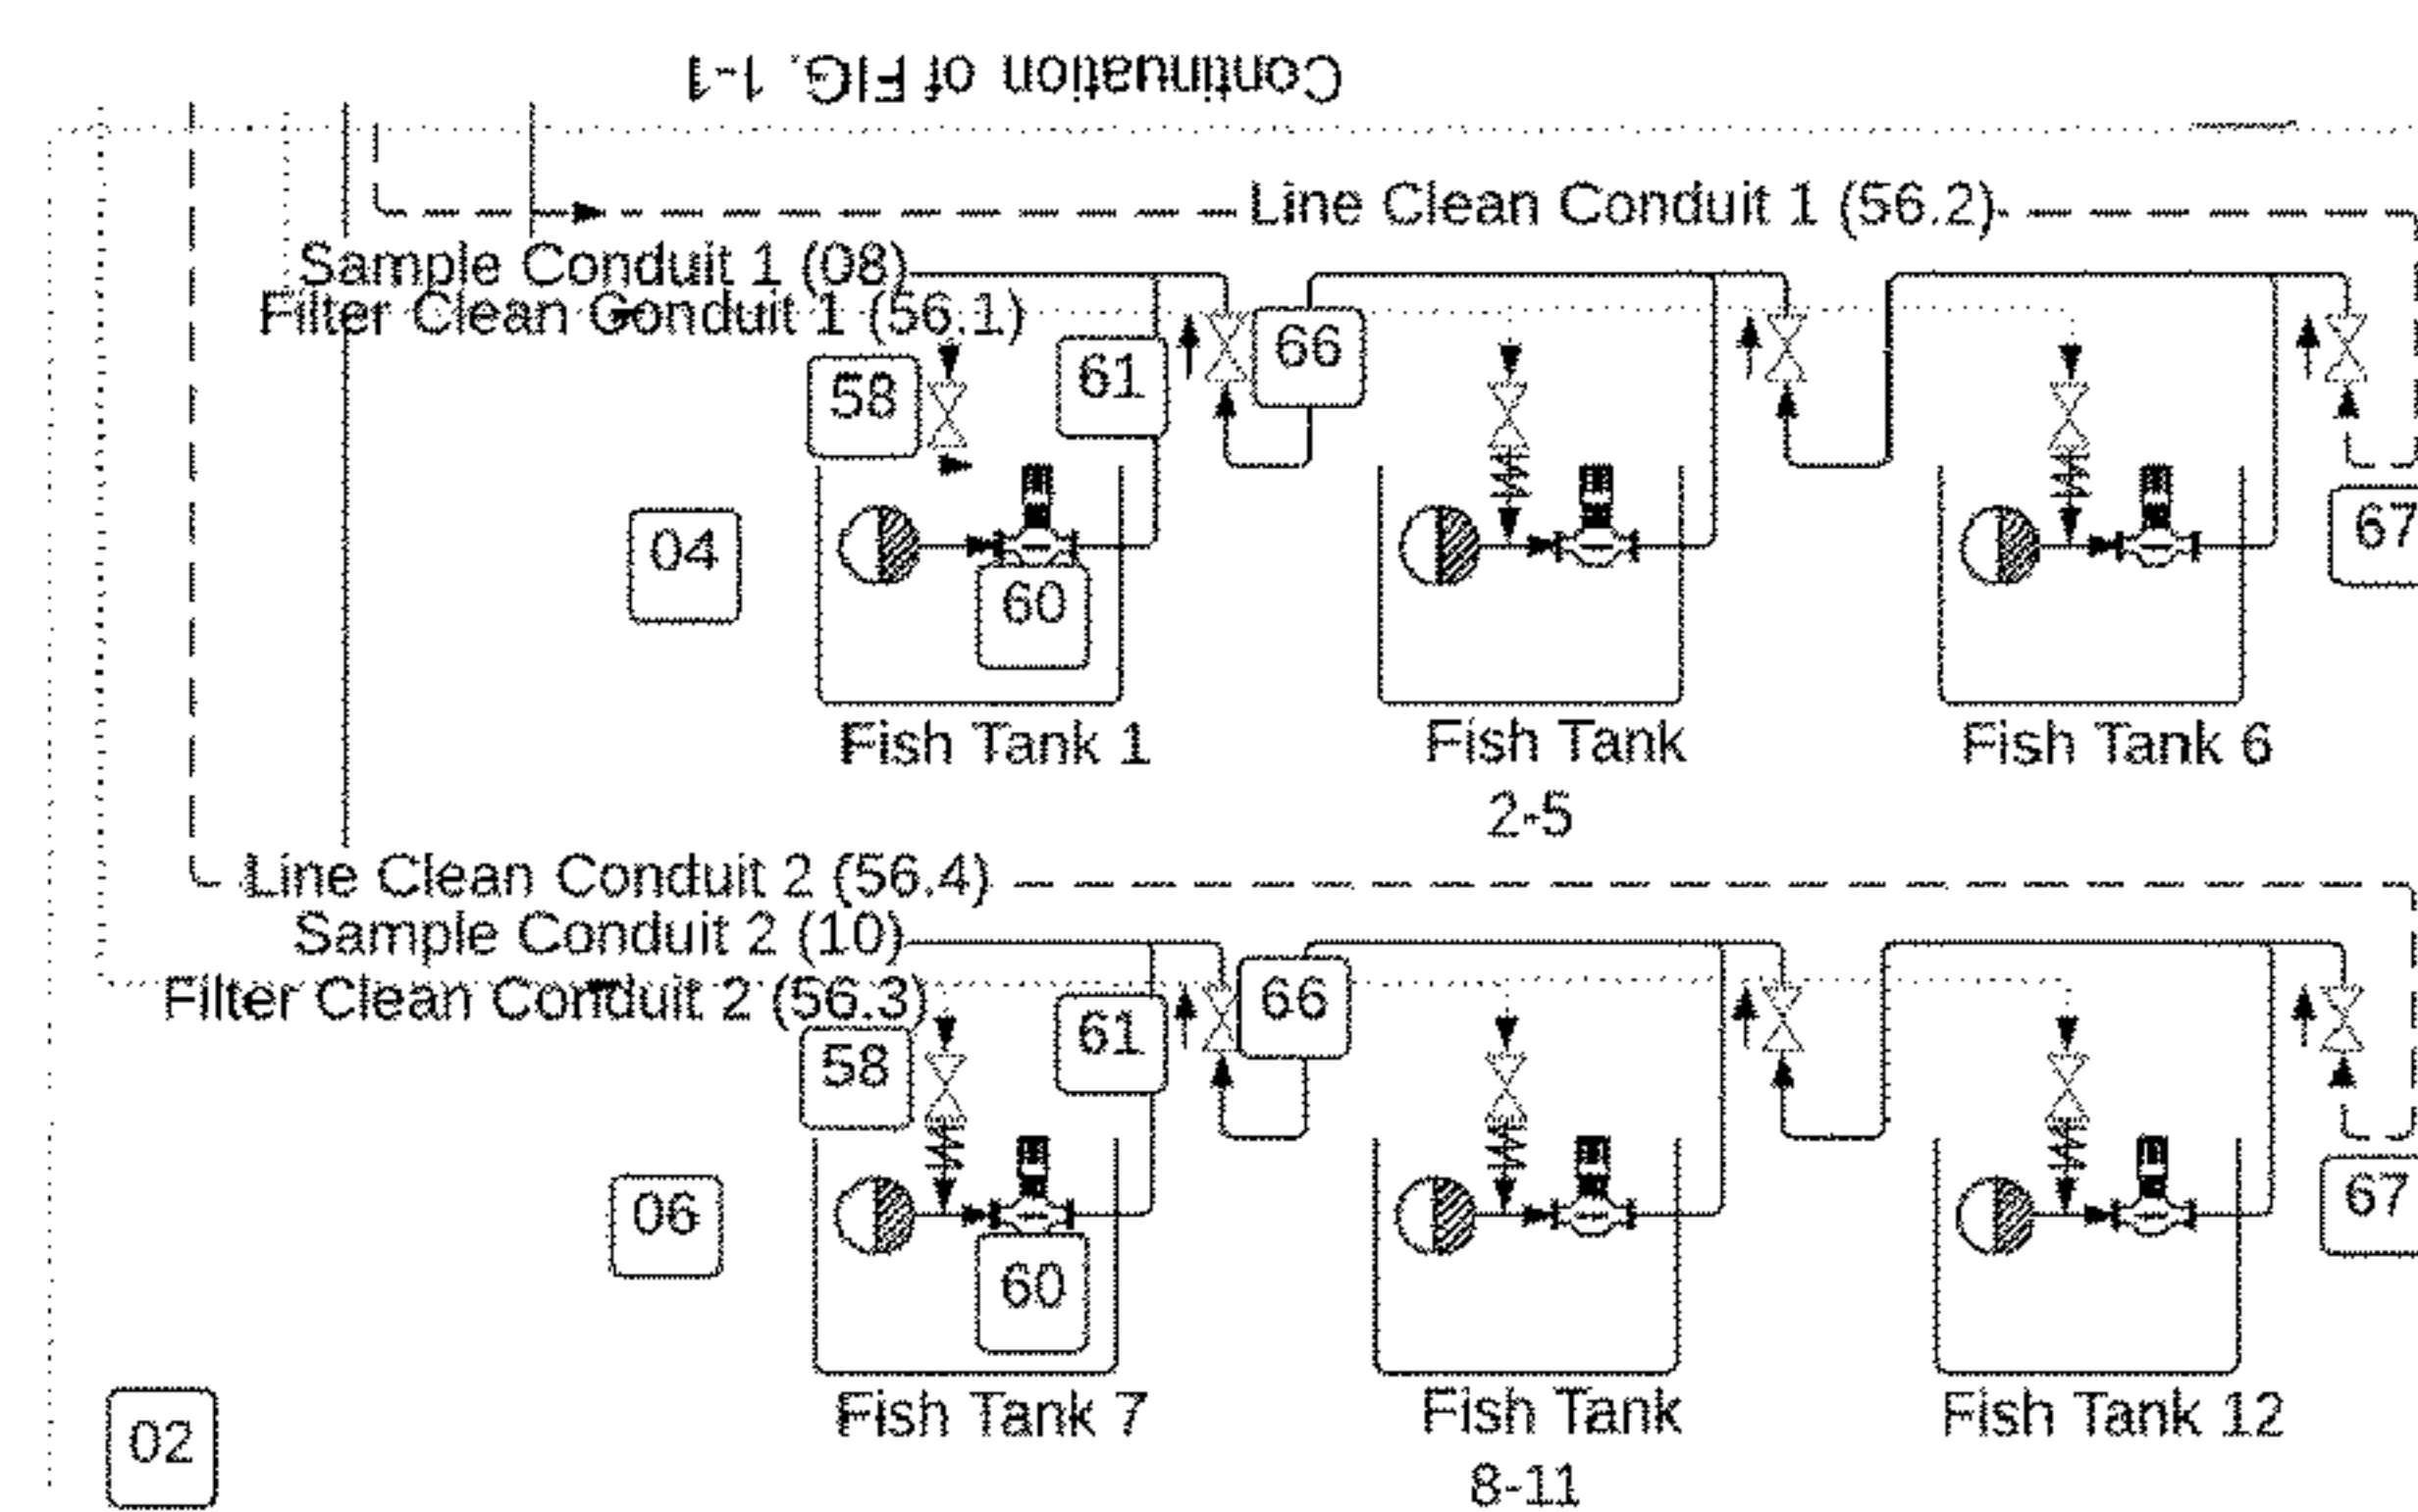 Continuation of FIG. 1-1
Line Clean Conduit 1 (56.2)
Sample Conduit 1 (08)
Filter Clean Conduit 1 (56.1)
58
61
66
04
60
67
Fish Tank 1
Fish Tank
2-5
Fish Tank 6
Line Clean Conduit 2 (56.4)
Sample Conduit 2 (10)
Filter Clean Conduit 2 (56.3)
58
61
66
06
60
67
Fish Tank 7
Fish Tank
8-11
Fish Tank 12
02